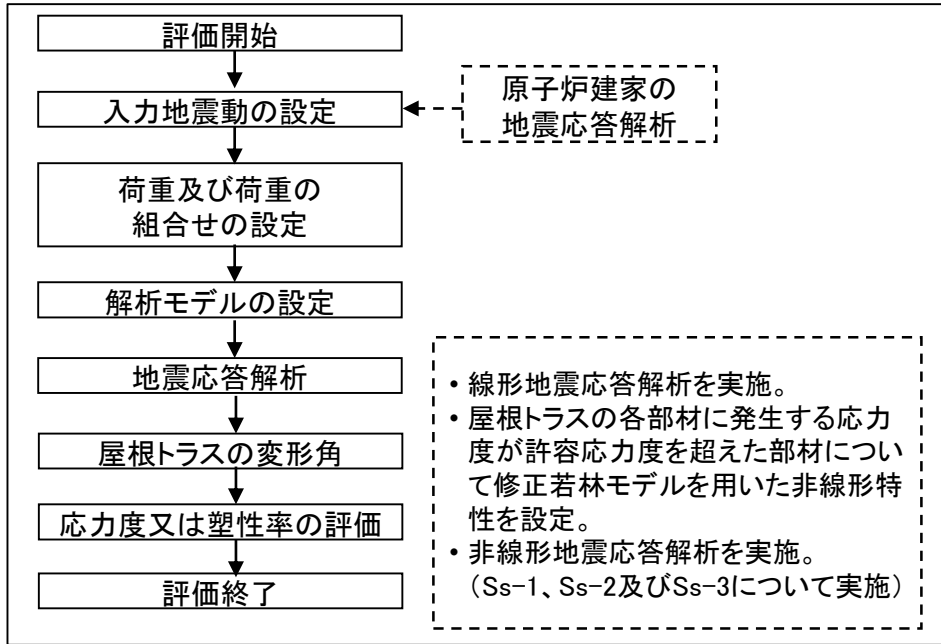 評価開始
入力地震動の設定
原子炉建家の
地震応答解析
荷重及び荷重の
組合せの設定
解析モデルの設定
地震応答解析
屋根トラスの変形角
応力度又は塑性率の評価
評価終了
・線形地震応答解析を実施。
・屋根トラスの各部材に発生する応力
度が許容応力度を超えた部材につい
て修正若林モデルを用いた非線形特
性を設定。
・非線形地震応答解析を実施。
（Ss-1、Ss-2及びSs-3について実施）